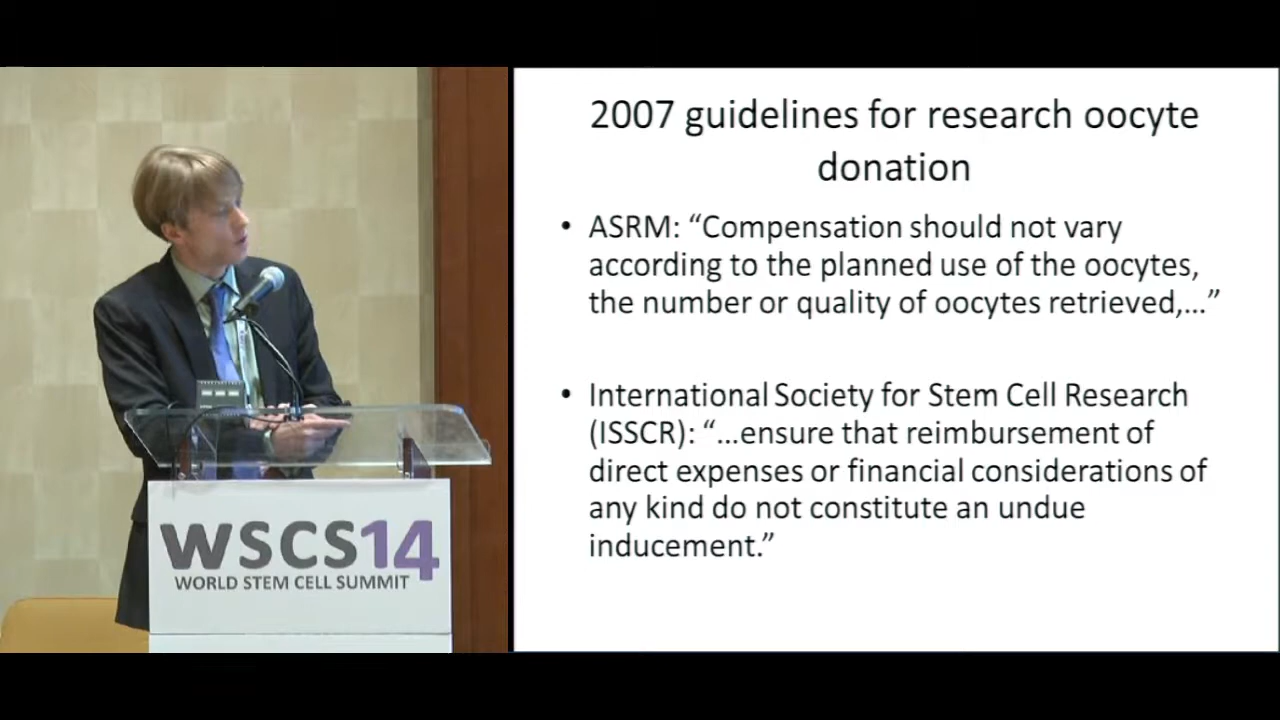 2007 guidelines for research oocyte
donation
• ASRM: “Compensation should not vary
according to the planned use of the oocytes,
the number or quality of oocytes retrieved,...”
• International Society for Stem Cell Research
(ISSCR): “...ensure that reimbursement of
direct expenses or financial considerations of
any kind do not constitute an undue
inducement.”
WSCS14
WORLD STEM CELL SUMMIT